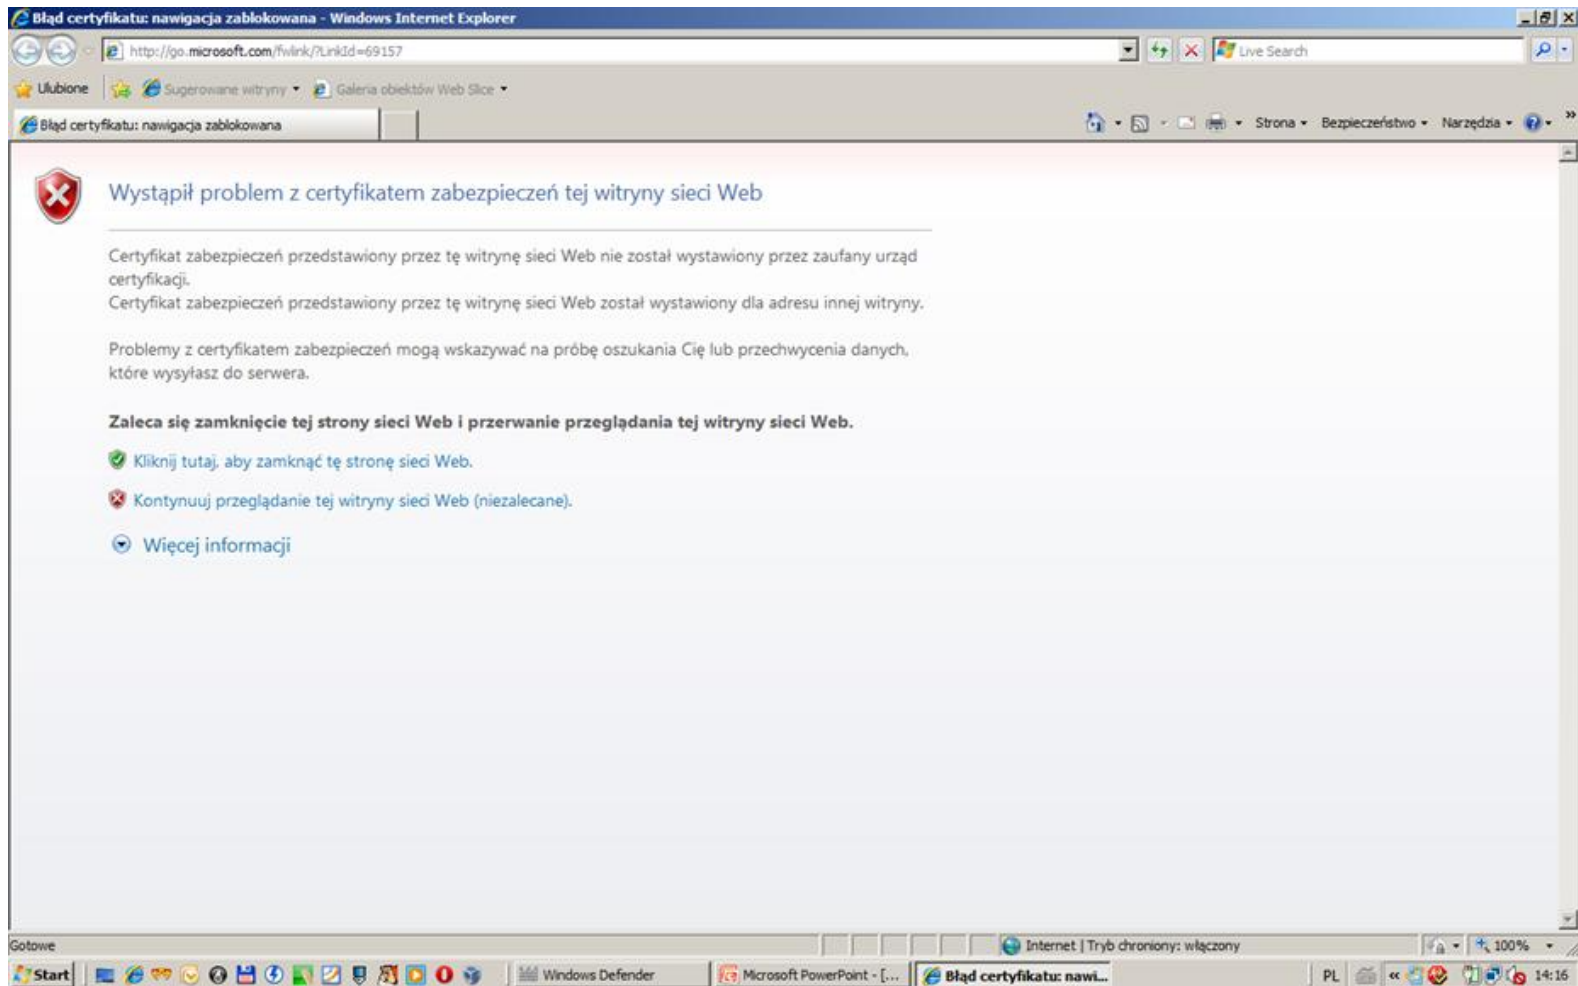 Błąd certyfikatu: nawigacja zablokowana - Windows Internet Explorer
http://go.microsoft.com/fwlink/?LinkId=69157
Live Search
Ulubione
Sugerowane witryny
Galeria obiektów Web Slice
Błąd certyfikatu: nawigacja zablokowana
Strona
Bezpieczeństwo
Narzędzia
»
Wystąpił problem z certyfikatem zabezpieczeń tej witryny sieci Web
Certyfikat zabezpieczeń przedstawiony przez tę witrynę sieci Web nie został wystawiony przez zaufany urząd
certyfikacji.
Certyfikat zabezpieczeń przedstawiony przez tę witrynę sieci Web został wystawiony dla adresu innej witryny.
Problemy z certyfikatem zabezpieczeń mogą wskazywać na próbę oszukania Cię lub przechwycenia danych,
które wysyłasz do serwera.
Zaleca się zamknięcie tej strony sieci Web i przerwanie przeglądania tej witryny sieci Web.
Kliknij tutaj, aby zamknąć tę stronę sieci Web.
Kontynuuj przeglądanie tej witryny sieci Web (niezalecane).
Więcej informacji
Gotowe
Internet | Tryb chroniony: włączony
100%
Start
Windows Defender
Microsoft PowerPoint - [...
Błąd certyfikatu: nawi...
PL
«
14:16